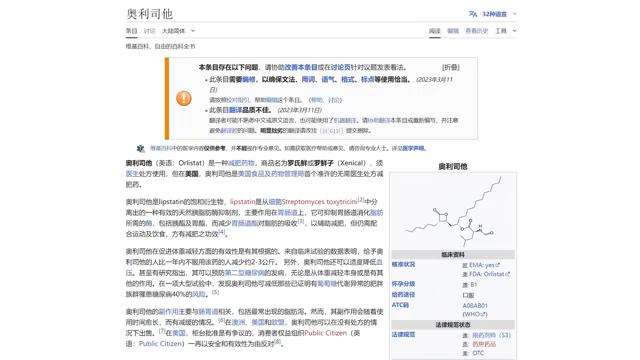 奥利司他
32种语言
条目 讨论 大陆简体
阅读 编辑 查看历史 工具
维基百科，自由的百科全书
本条目存在以下问题，请协助改善本条目或在讨论页针对议题发表看法。 [折叠]
此条目需要编修，以确保文法、用词、语气、格式、标点等使用恰当。 (2023年3月11
日)
请按照校对指引，帮助编辑这个条目。（帮助、讨论）
此条目翻译品质不佳。 (2023年3月11日)
翻译者可能不熟悉中文或原文语言，也可能使用了机器翻译。请协助翻译本条目或重新编写，并注意
避免翻译腔的问题。明显拙劣的翻译请改挂 {{d|G13}} 提交删除。
维基百科中的医学内容仅供参考，并不能视作专业意见。如需获取医疗帮助或意见，请咨询专业人士。详见医学声明。
奥利司他（英语：Orlistat）是一种减肥药物，商品名为罗氏鲜或罗鲜子（Xenical），须
医生处方使用，但在美国，奥利司他是美国食品及药物管理局首个准许的无需医生处方减
肥药。
奥利司他是lipstatin的饱和衍生物，lipstatin是从细菌Streptomyces toxytricini[2]中分
离出的一种有效的天然胰脂肪酶抑制剂，主要作用在胃肠道上，它可抑制胃肠道消化脂肪
所需的酶，包括胰酶及胃酯，而减少胃肠道酯对脂肪的吸收[3]，以辅助减肥，但仍需配
合运动及饮食，方有减肥之功效[4]。
奥利司他在促进体重减轻方面的有效性是有其根据的。来自临床试验的数据表明，给予奥
利司他的人比一年内不服用该药的人减少约2-3公斤。 另外，奥利司他还可以适度降低血
压。甚至有研究指出，其可以预防第二型糖尿病的发病，无论是从体重减轻本身或是有其
他的作用。在一项大型试验中，发现奥利司他可减低那些已证明有葡萄糖代谢异常的肥胖
族群罹患糖尿病40%的风险。[5]
奥利司他的副作用主要与肠胃道相关，包括最常出现的脂肪泻。然而，其副作用会随着使
用时间愈长，而有减缓的情况。[6]在澳洲、美国和欧盟，奥利司他可以在没有处方的情
况下出售。[7]在美国，柜台批准是有争议的，消费者权益组织Public Citizen（英
语：Public Citizen）一再以安全和有效性为由反对[8]。
奥利司他
临床资料
核准状况 EMA: yes
FDA: Orlistat
怀孕分级 澳: B1
给药途径 口服
ATC码 A08AB01
(WHO)
法律规范状态
法律规范 澳: 限药剂师 (S3)
英: 药房药品
美: OTC